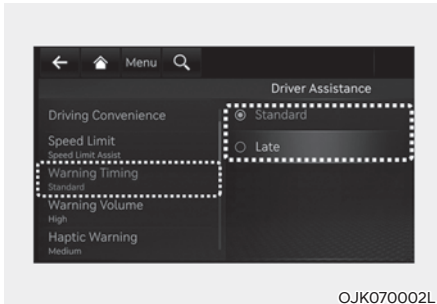 Menu
Driver Assistance
Driving Convenience
Speed Limit
Speed Limit Assist
Warning Timing
Standard
Warning Volume
High
Haptic Warning
Medium
Standard
Late
OJK070002L